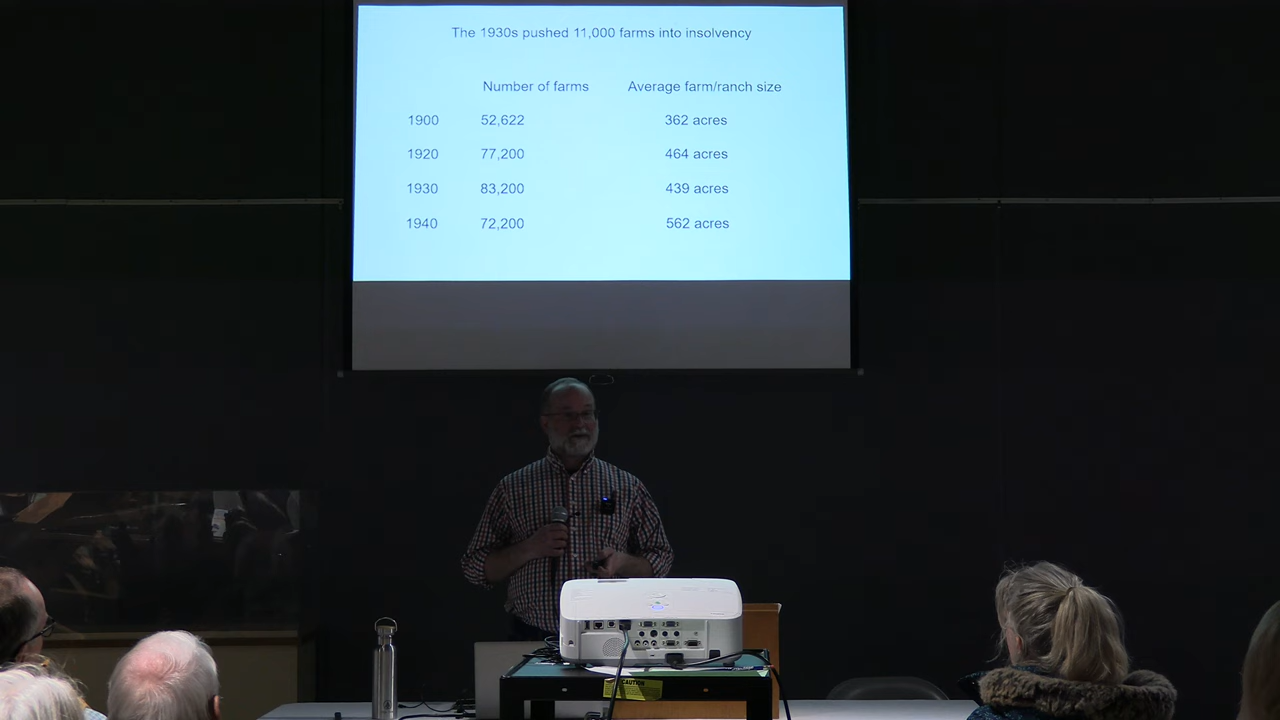 The 1930s pushed 11,000 farms into insolvency
Number of farms Average farm/ranch size
1900 52,622 362 acres
1920 77,200 464 acres
1930 83,200 439 acres
1940 72,200 562 acres
CAUTION